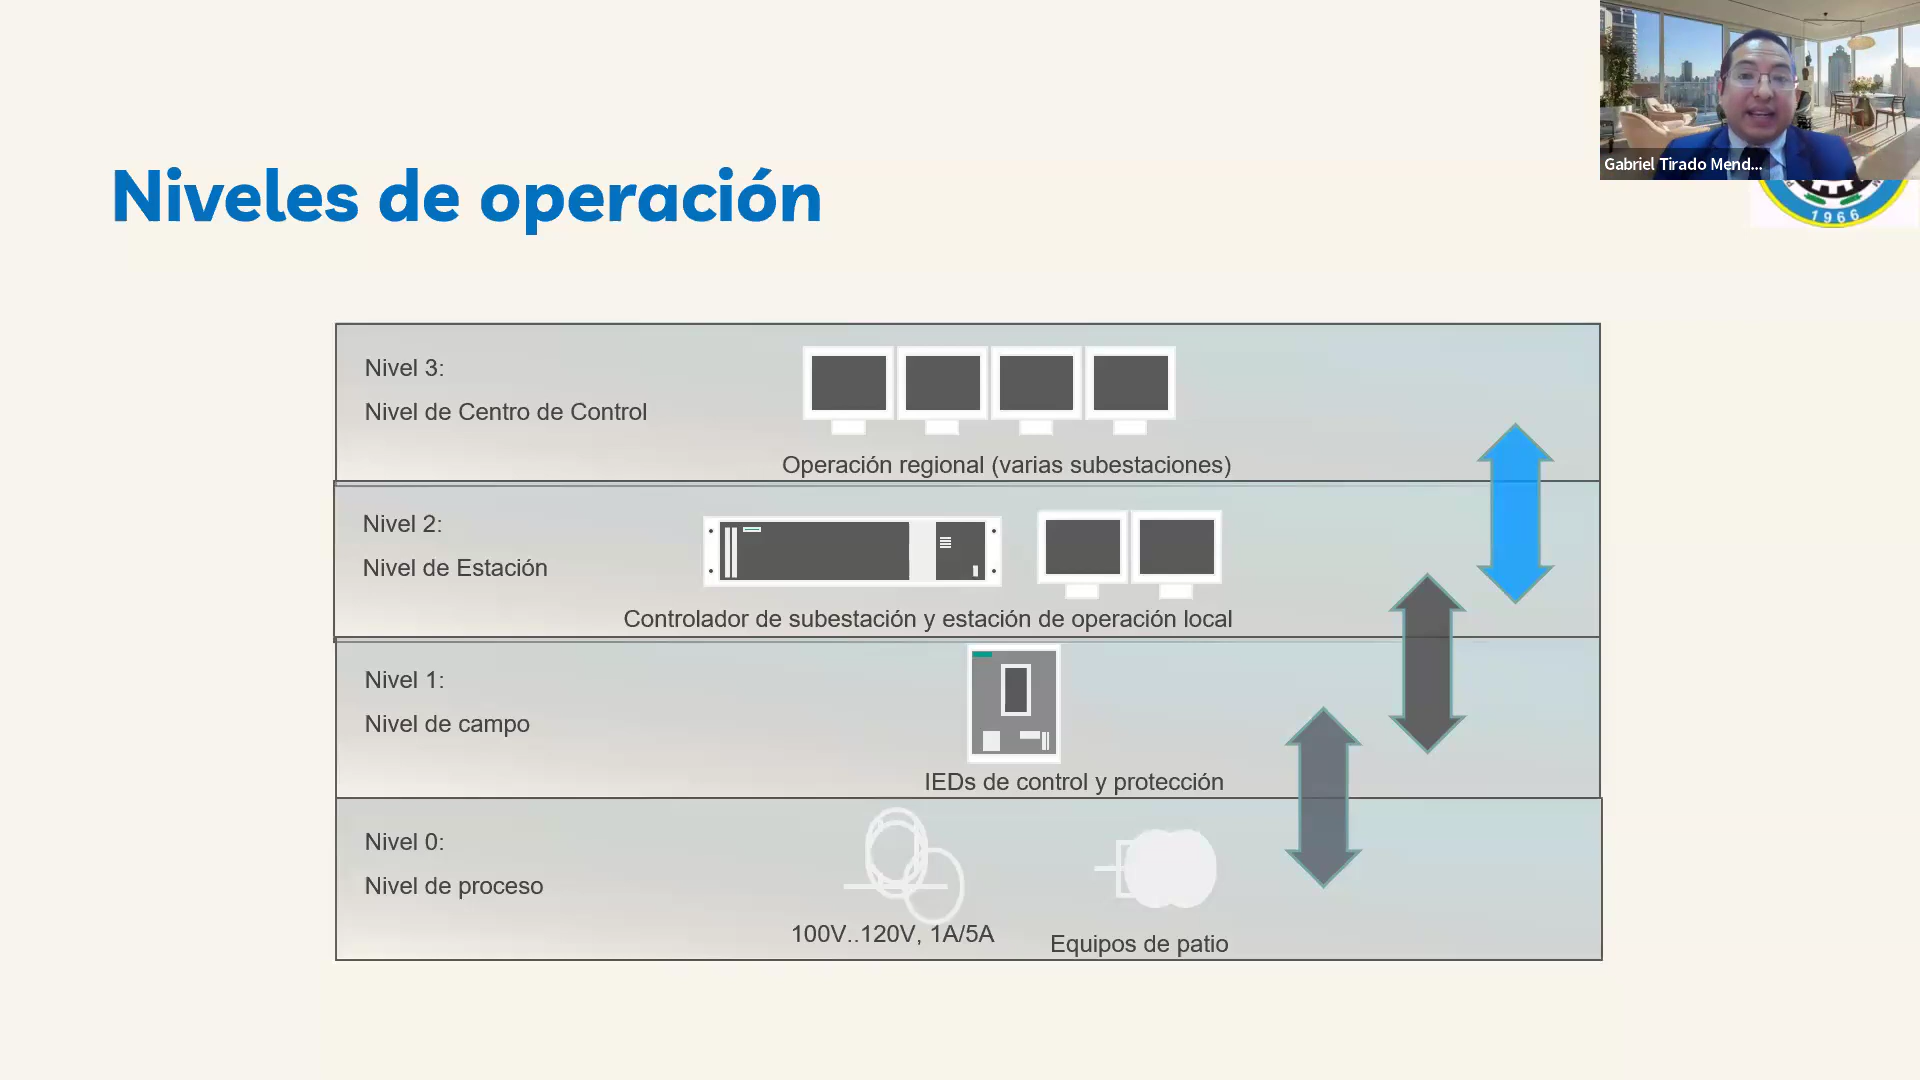 Gabriel Tirado Mend...
1966
Niveles de operación
Nivel 3:
Nivel de Centro de Control
Operación regional (varias subestaciones)
Nivel 2:
Nivel de Estación
Controlador de subestación y estación de operación local
Nivel 1:
Nivel de campo
IEDs de control y protección
Nivel 0:
Nivel de proceso
100V..120V, 1A/5A
Equipos de patio